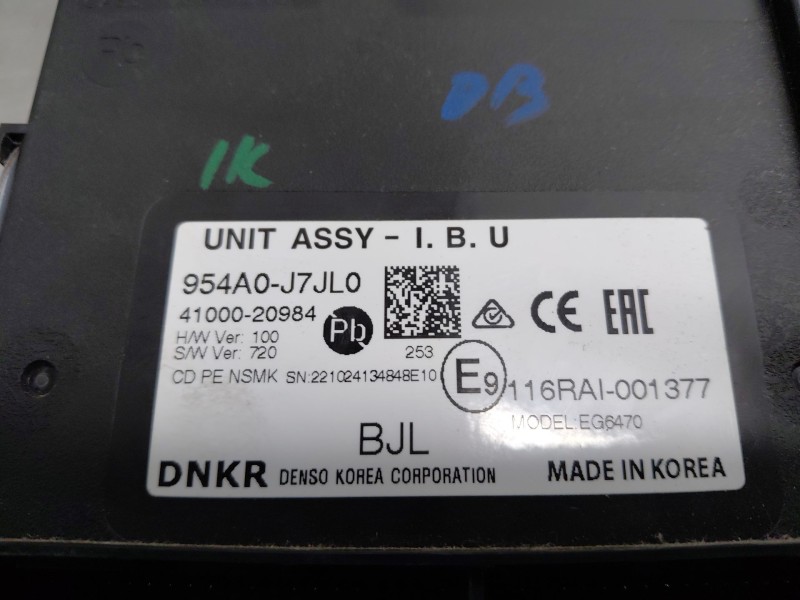 DB
IK
UNIT ASSY - I. B. U
954A0-J7JL0
41000-20984
Pb
H/W Ver: 100
S/W Ver: 720
253
CE
EAC
CD PE NSMK SN:221024134848E10
E9
116RAI-001377
MODEL:EG6470
BJL
DNKR DENSO KOREA CORPORATION
MADE IN KOREA